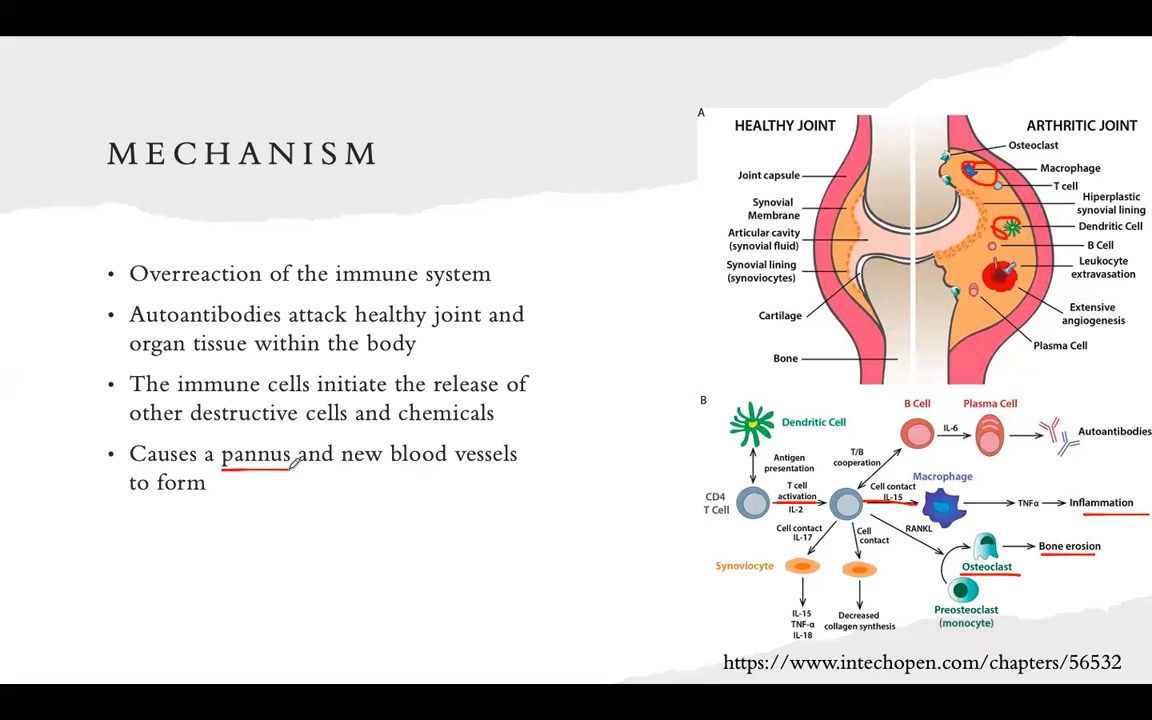 MECHANISM
• Overreaction of the immune system
• Autoantibodies attack healthy joint and
organ tissue within the body
• The immune cells initiate the release of
other destructive cells and chemicals
• Causes a pannus and new blood vessels
to form
A
HEALTHY JOINT
ARTHRITIC JOINT
Joint capsule
Synovial
Membrane
Articular cavity
(synovial fluid)
Synovial lining
(synoviocytes)
Cartilage
Bone
Osteoclast
Macrophage
T cell
Hiperplastic
synovial lining
Dendritic Cell
B Cell
Leukocyte
extravasation
Extensive
angiogenesis
Plasma Cell
B
Dendritic Cell
B Cell
Plasma Cell
IL-6
Autoantibodies
Antigen
presentation
T/B
cooperation
CD4
T Cell
T cell
activation
IL-2
Cell contact
IL-15
Macrophage
TNFα
Inflammation
Cell contact
IL-17
Cell
contact
RANKL
Bone erosion
Osteoclast
Synoviocyte
Preosteoclast
(monocyte)
IL-15
TNF-α
IL-18
Decreased
collagen synthesis
https://www.intechopen.com/chapters/56532